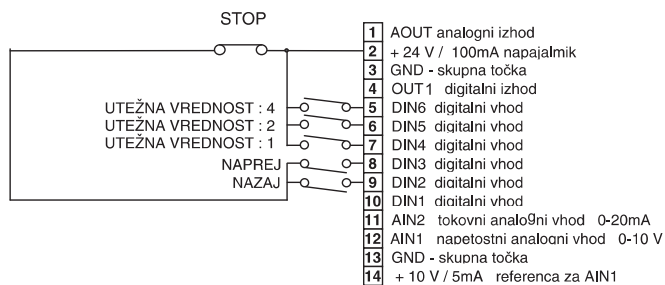 STOP
1 AOUT analogni izhod
2 + 24 V / 100mA napajalmik
3 GND - skupna točka
4 OUT1 digitalni izhod
UTEŽNA VREDNOST : 4 5 DIN6 digitalni vhod
UTEŽNA VREDNOST : 2 6 DIN5 digitalni vhod
UTEŽNA VREDNOST : 1 7 DIN4 digitalni vhod
NAPREJ 8 DIN3 digitalni vhod
NAZAJ 9 DIN2 digitalni vhod
10 DIN1 digitalni vhod
11 AIN2 tokovni analogni vhod 0-20mA
12 AIN1 napetostni analogni vhod 0-10 V
13 GND - skupna točka
14 + 10 V / 5mA referenca za AIN1